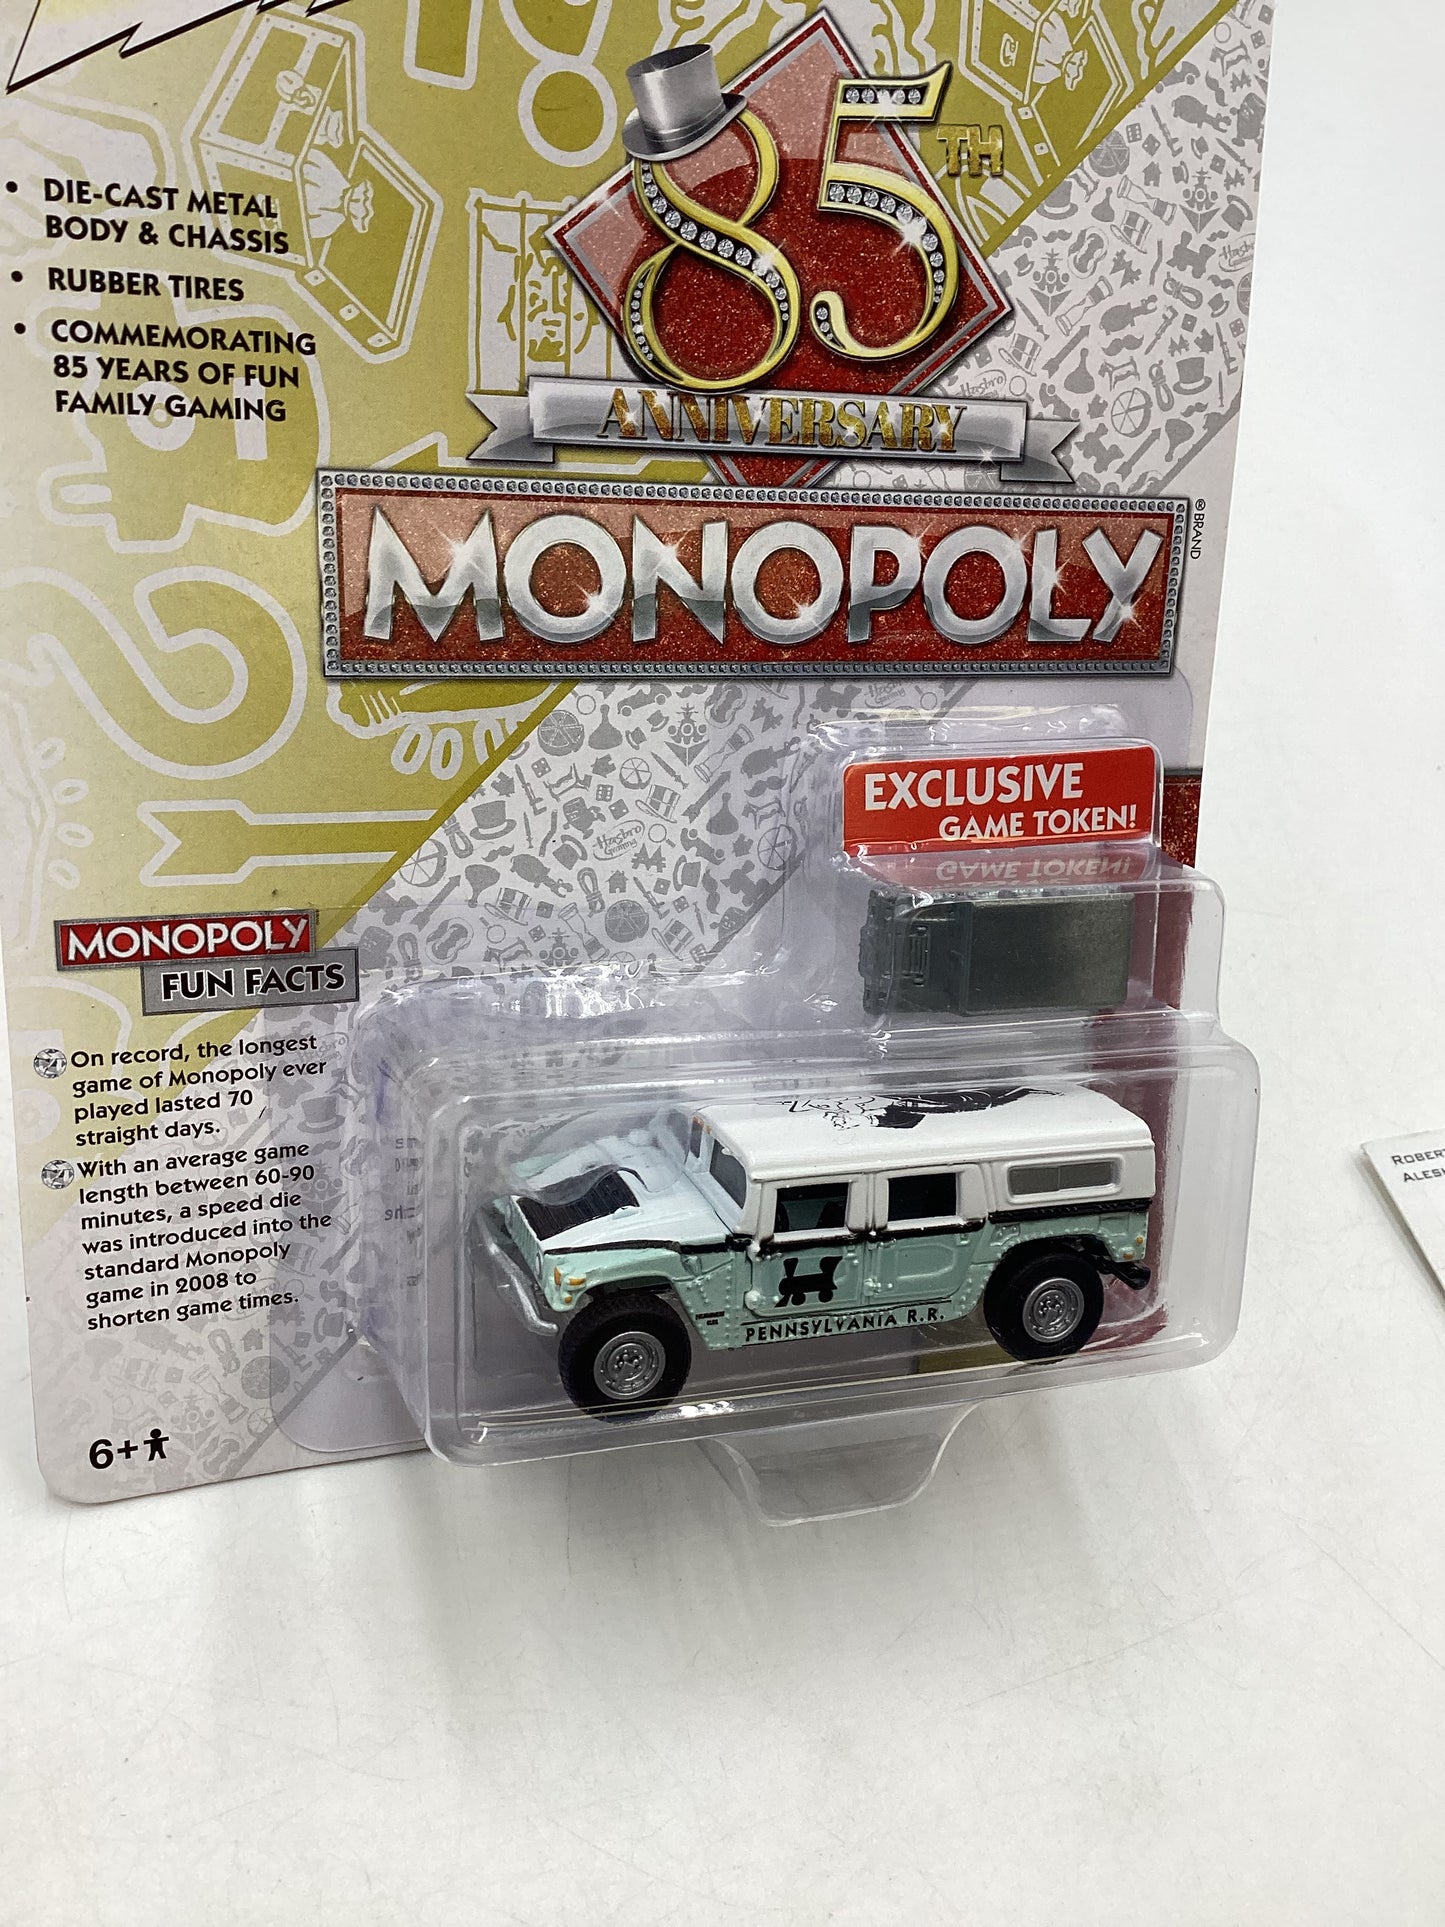 85TH
ANNIVERSARY
MONOPOLY
® BRAND
• DIE-CAST METAL
BODY & CHASSIS
• RUBBER TIRES
• COMMEMORATING
85 YEARS OF FUN
FAMILY GAMING
EXCLUSIVE
GAME TOKEN!
MONOPOLY
FUN FACTS
On record, the longest
game of Monopoly ever
played lasted 70
straight days.
With an average game
length between 60-90
minutes, a speed die
was introduced into the
standard Monopoly
game in 2008 to
shorten game times.
6+
PENNSYLVANIA R.R.
Hasbro
Gaming